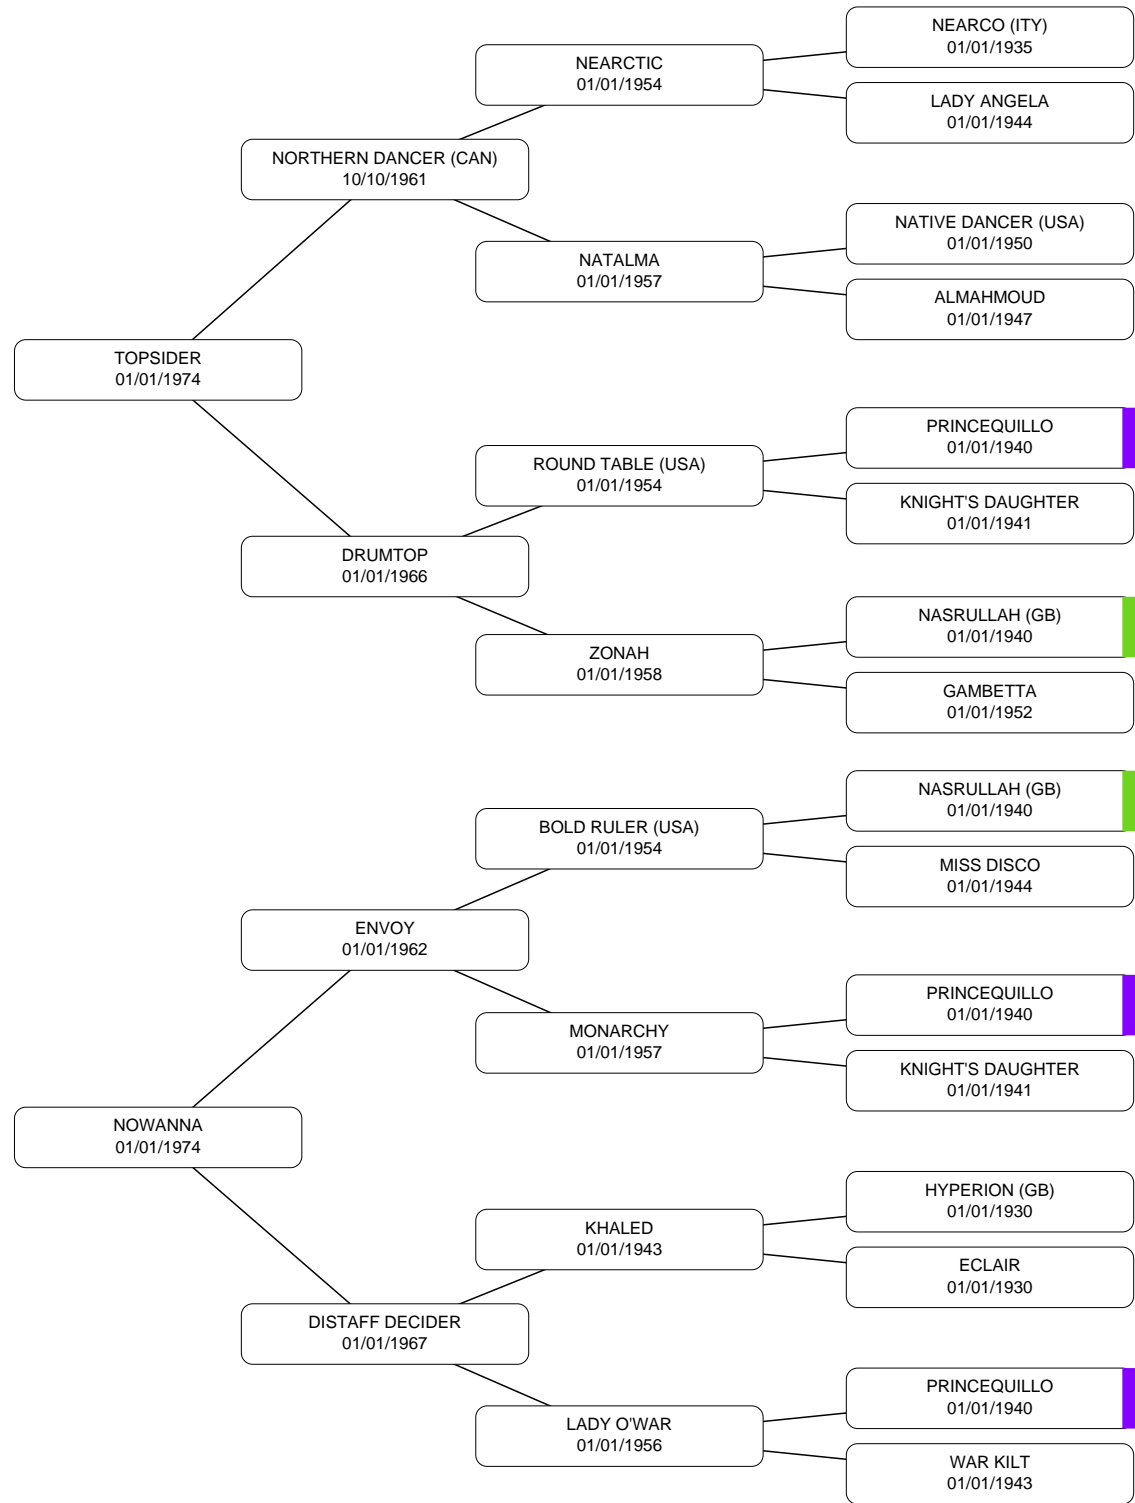 NEARCO (ITY)
01/01/1935
NEARCTIC
01/01/1954
LADY ANGELA
01/01/1944
NORTHERN DANCER (CAN)
10/10/1961
NATIVE DANCER (USA)
01/01/1950
NATALMA
01/01/1957
ALMAHMOUD
01/01/1947
TOPSIDER
01/01/1974
PRINCEQUILLO
01/01/1940
ROUND TABLE (USA)
01/01/1954
KNIGHT'S DAUGHTER
01/01/1941
DRUMTOP
01/01/1966
NASRULLAH (GB)
01/01/1940
ZONAH
01/01/1958
GAMBETTA
01/01/1952
NASRULLAH (GB)
01/01/1940
BOLD RULER (USA)
01/01/1954
MISS DISCO
01/01/1944
ENVOY
01/01/1962
PRINCEQUILLO
01/01/1940
MONARCHY
01/01/1957
KNIGHT'S DAUGHTER
01/01/1941
NOWANNA
01/01/1974
HYPERION (GB)
01/01/1930
KHALED
01/01/1943
ECLAIR
01/01/1930
DISTAFF DECIDER
01/01/1967
PRINCEQUILLO
01/01/1940
LADY O'WAR
01/01/1956
WAR KILT
01/01/1943